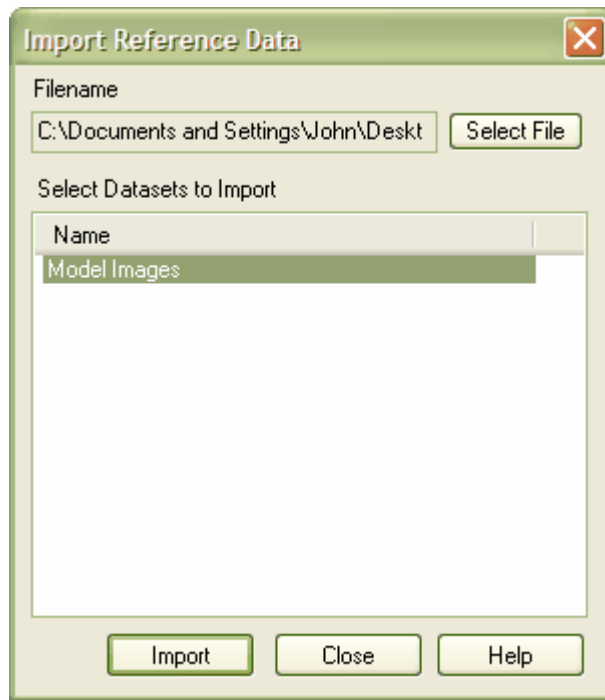 Import Reference Data
Filename
C:\Documents and Settings\John\Deskt
Select File
Select Datasets to Import
Name
Model Images
Import Close Help